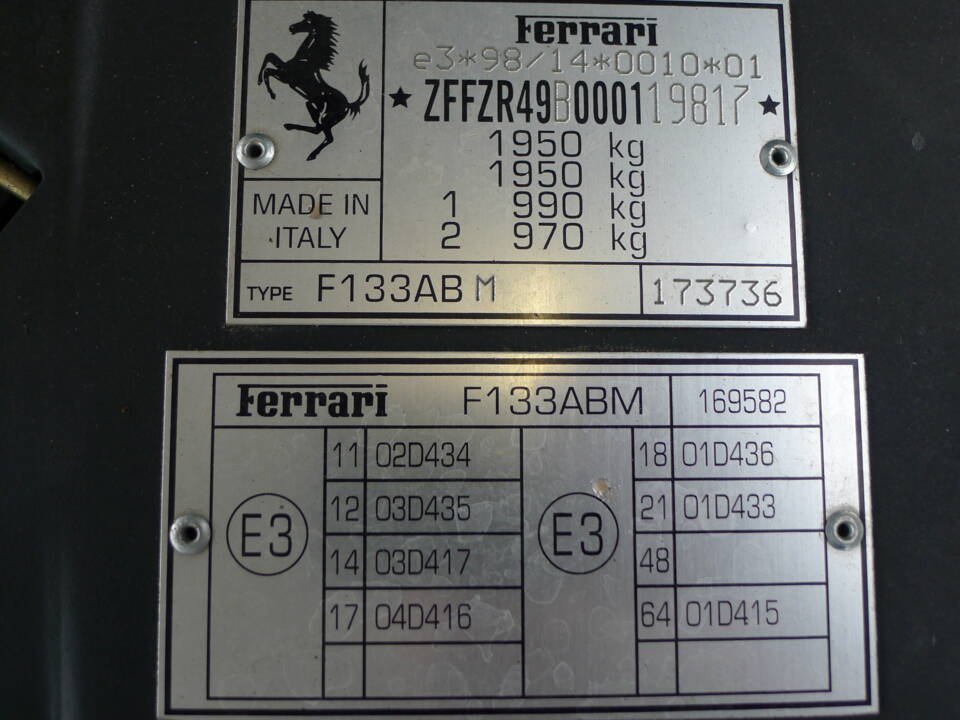 Ferrari
e3*98/14*0010*01
★ ZFFZR49B000119817 ★
1950 kg
1950 kg
1 990 kg
2 970 kg
MADE IN
ITALY
TYPE F133AB M 173736
Ferrari F133ABM 169582
E3
11 02D434
12 03D435
14 03D417
17 04D416
E3
18 01D436
21 01D433
48
64 01D415